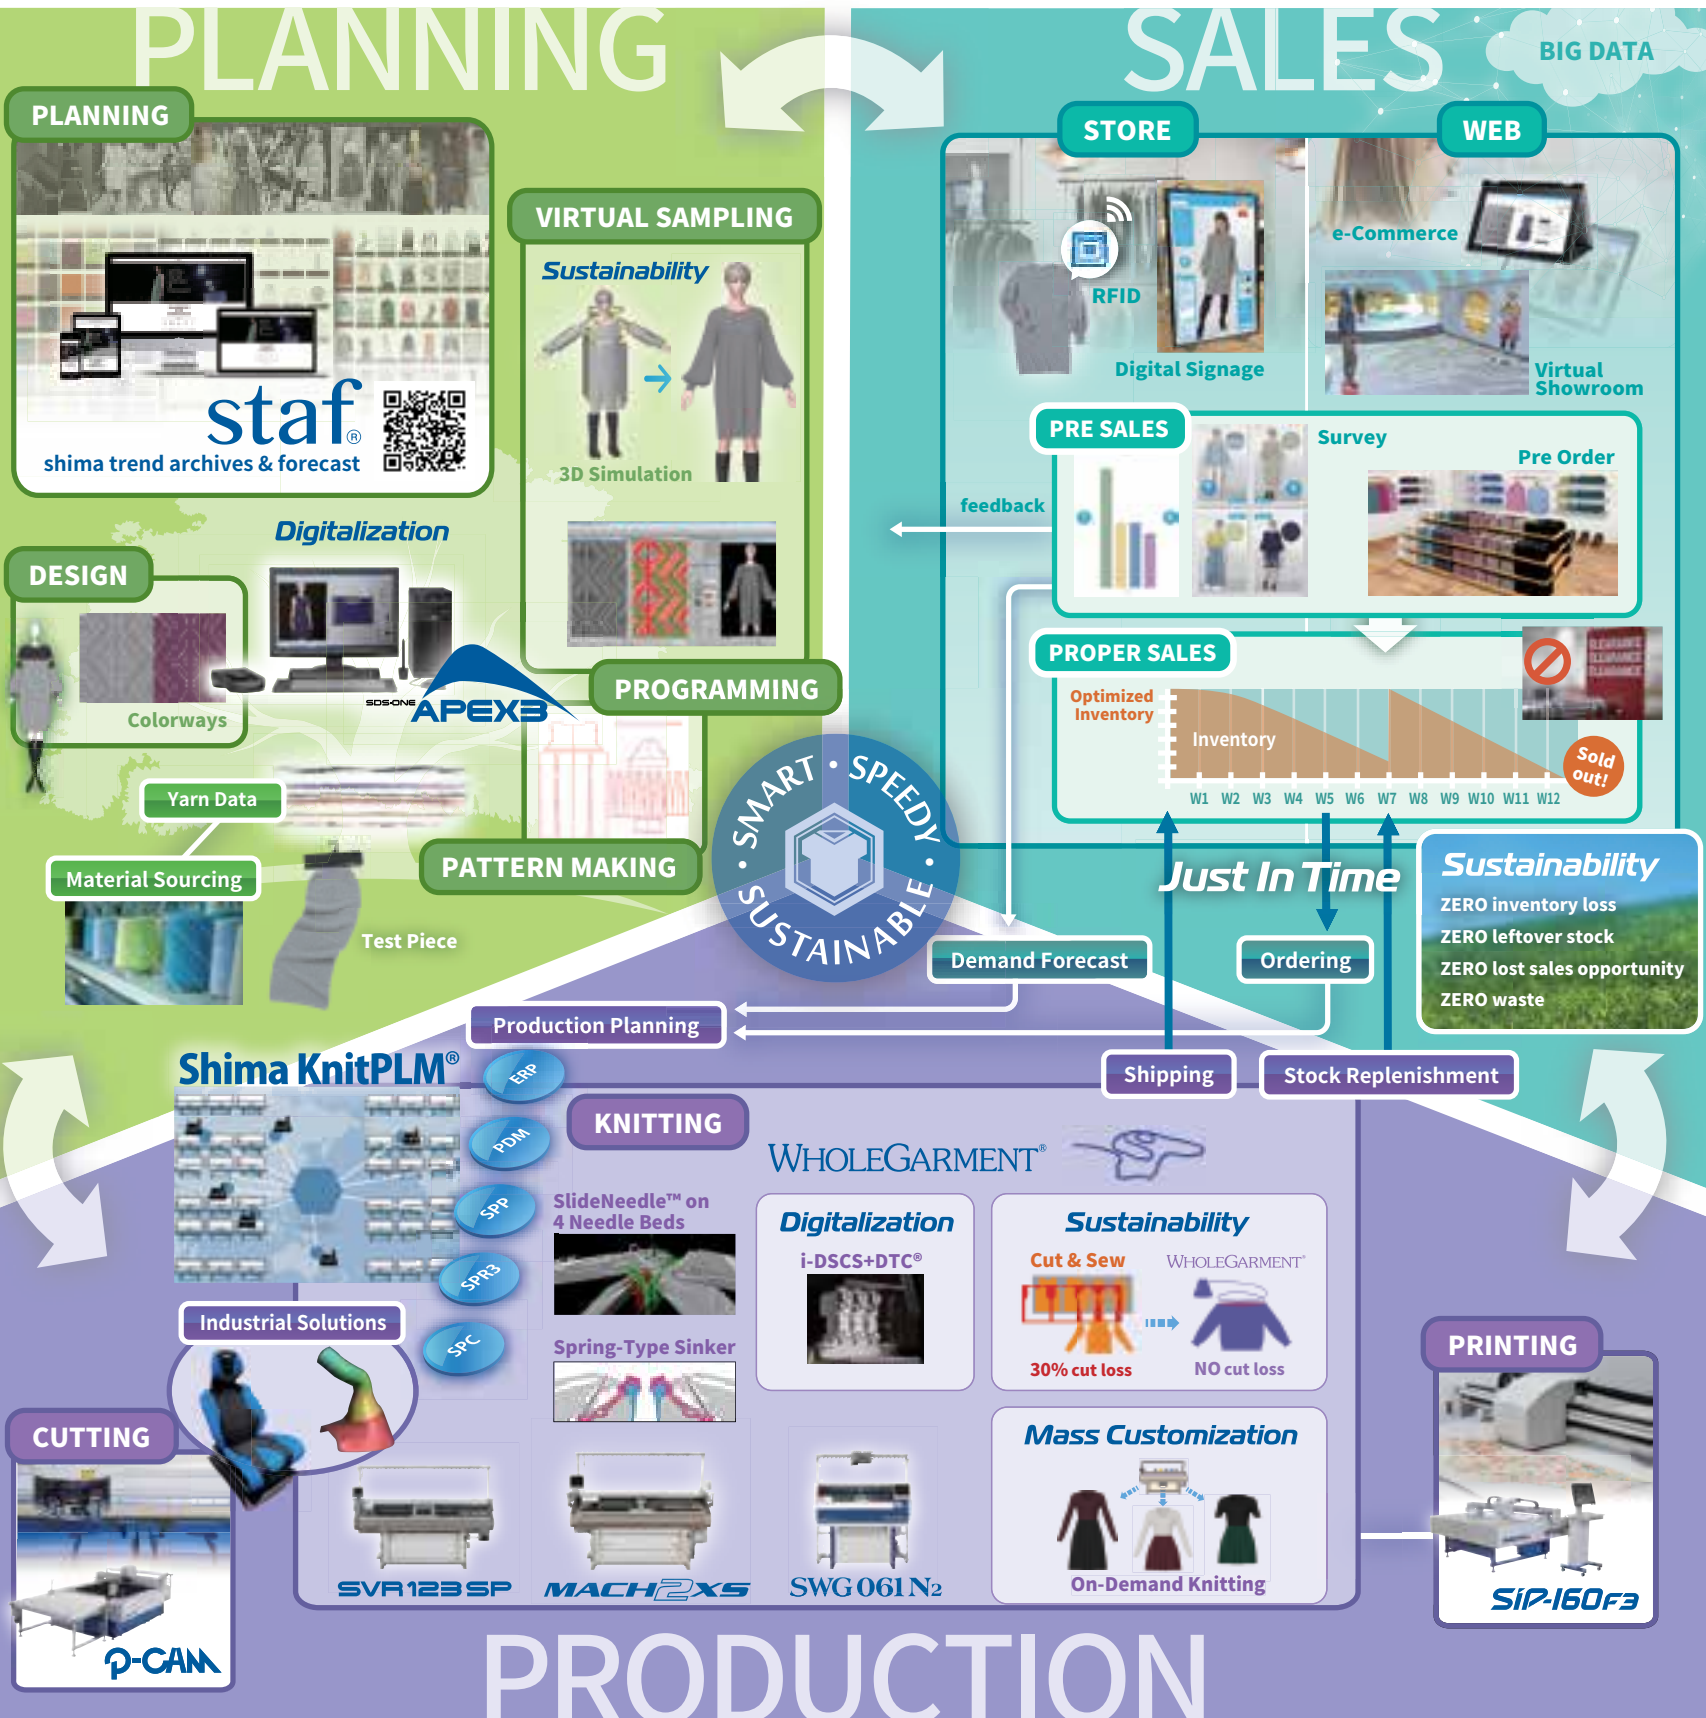 PLANNING
SALES
BIG DATA
PLANNING
staf®
shima trend archives & forecast
VIRTUAL SAMPLING
Sustainability
3D Simulation
Digitalization
DESIGN
Colorways
SDS-ONE APEX3
PROGRAMMING
PATTERN MAKING
Yarn Data
Material Sourcing
Test Piece
STORE
WEB
RFID
Digital Signage
e-Commerce
Virtual
Showroom
PRE SALES
Survey
Pre Order
feedback
PROPER SALES
CLEARANCE
CLEARANCE
CLEARANCE
Optimized
Inventory
Inventory
Sold
out!
W1 W2 W3 W4 W5 W6 W7 W8 W9 W10 W11 W12
SMART • SPEEDY • SUSTAINABLE •
Just In Time
Sustainability
ZERO inventory loss
ZERO leftover stock
ZERO lost sales opportunity
ZERO waste
Demand Forecast
Ordering
Production Planning
Shipping
Stock Replenishment
Shima KnitPLM®
ERP
PDM
SPP
SPR3
SPC
Industrial Solutions
KNITTING
WHOLEGARMENT®
SlideNeedle™ on
4 Needle Beds
Spring-Type Sinker
Digitalization
i-DSCS+DTC®
Sustainability
Cut & Sew
WHOLEGARMENT®
30% cut loss
NO cut loss
Mass Customization
On-Demand Knitting
SVR123SP
MACH2XS
SWG061N2
CUTTING
P-CAM
PRINTING
SIP-160F3
PRODUCTION